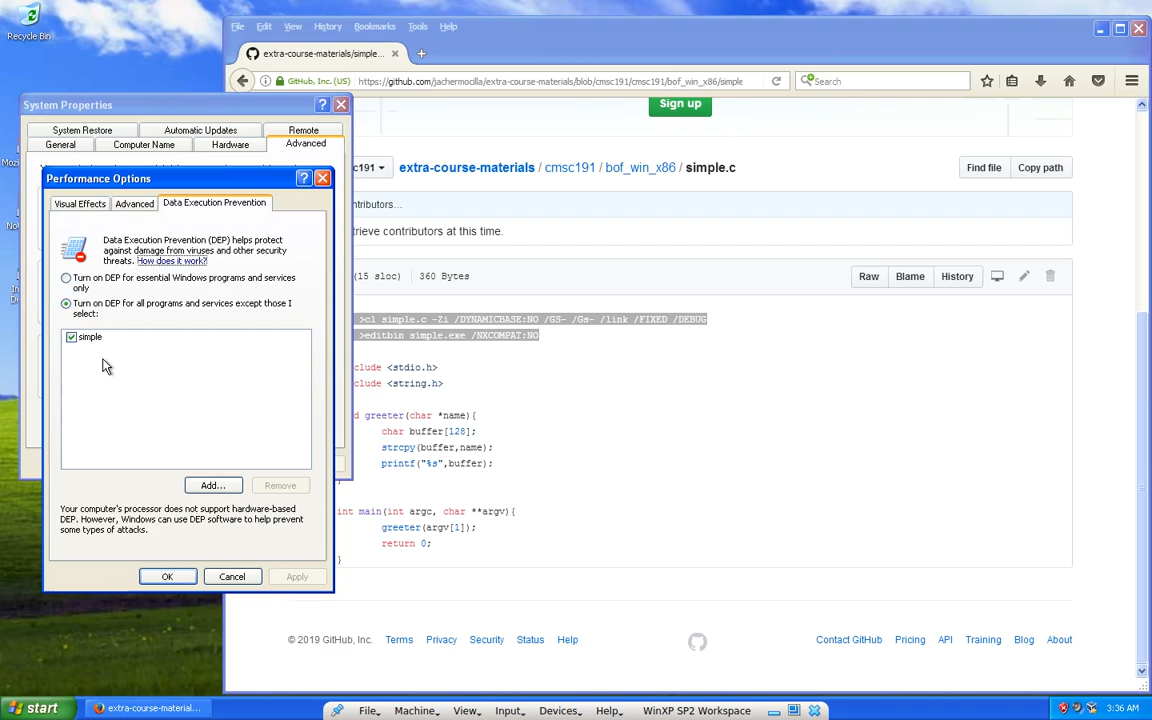 Recycle Bin
File Edit View History Bookmarks Tools Help
extra-course-materials/simple...
GitHub, Inc. (US) https://github.com/jachermocilla/extra-course-materials/blob/cmsc191/cmsc191/bof_win_x86/simple
Search
Sign up
System Properties
System Restore Automatic Updates Remote
General Computer Name Hardware Advanced
c191 extra-course-materials / cmsc191 / bof_win_x86 / simple.c Find file Copy path
Performance Options
Visual Effects Advanced Data Execution Prevention
Data Execution Prevention (DEP) helps protect
against damage from viruses and other security
threats. How does it work?
Turn on DEP for essential Windows programs and services
only
Turn on DEP for all programs and services except those I
select:
simple
Add... Remove
Your computer's processor does not support hardware-based
DEP. However, Windows can use DEP software to help prevent
some types of attacks.
OK Cancel Apply
ntributors...
trieve contributors at this time.
(15 sloc) 360 Bytes Raw Blame History
>cl simple.c -Zi /DYNAMICBASE:NO /GS- /Gs- /link /FIXED /DEBUG
>editbin simple.exe /NXCOMPAT:NO
clude <stdio.h>
clude <string.h>
d greeter(char *name){
char buffer[128];
strcpy(buffer,name);
printf("%s",buffer);
}
int main(int argc, char **argv){
greeter(argv[1]);
return 0;
}
© 2019 GitHub, Inc. Terms Privacy Security Status Help Contact GitHub Pricing API Training Blog About
start extra-course-material... File Machine View Input Devices Help WinXP SP2 Workspace 3:36 AM